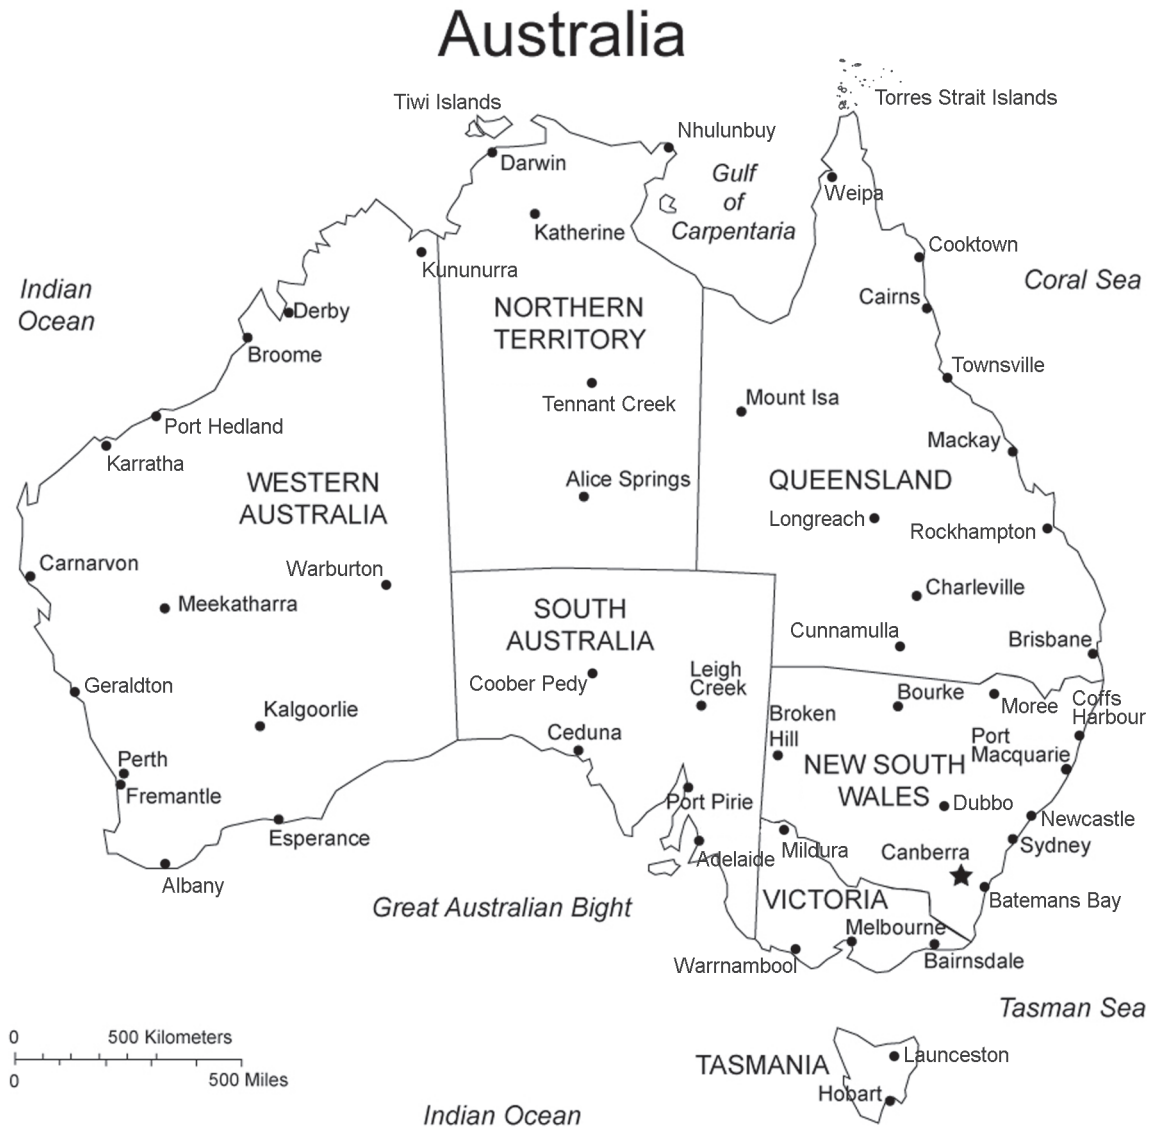 Australia
Tiwi Islands
Torres Strait Islands
Nhulunbuy
Darwin
Gulf
of
Carpentaria
Weipa
Katherine
Cooktown
Kununurra
Coral Sea
Indian
Ocean
Cairns
Derby
NORTHERN
TERRITORY
Broome
Townsville
Tennant Creek
Mount Isa
Port Hedland
Mackay
Karratha
WESTERN
AUSTRALIA
Alice Springs
QUEENSLAND
Longreach
Rockhampton
Carnarvon
Warburton
Charleville
Meekatharra
SOUTH
AUSTRALIA
Cunnamulla
Brisbane
Geraldton
Coober Pedy
Leigh
Creek
Bourke
Moree
Coffs
Harbour
Kalgoorlie
Broken
Hill
Ceduna
Port
Macquarie
Perth
NEW SOUTH
WALES
Fremantle
Port Pirie
Dubbo
Newcastle
Esperance
Adelaide
Mildura
Canberra
Sydney
Albany
VICTORIA
Batemans Bay
Great Australian Bight
Melbourne
Warrnambool
Bairnsdale
Tasman Sea
0 500 Kilometers
0 500 Miles
TASMANIA
Launceston
Hobart
Indian Ocean